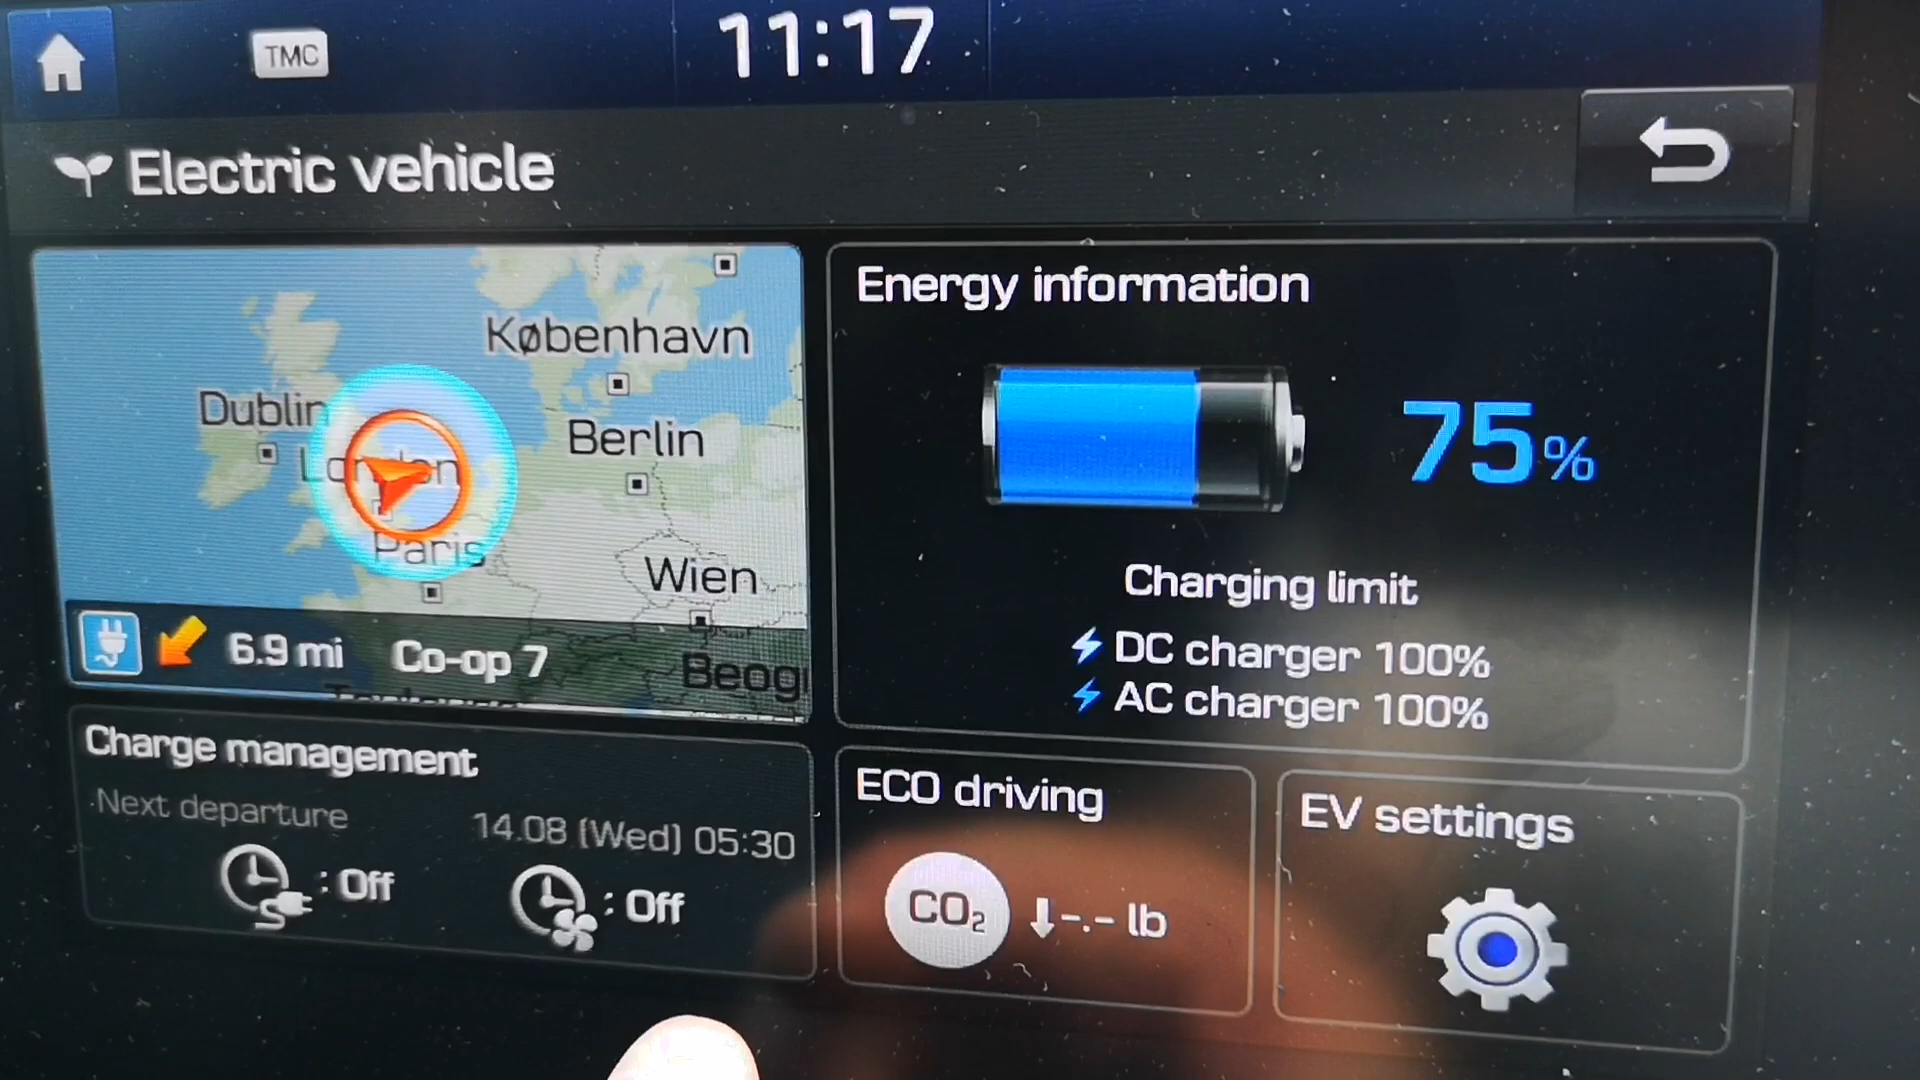 TMC
11:17
Electric vehicle
København
Dublin
London
Berlin
Paris
Wien
6.9 mi
Co-op 7
Beog
Energy information
75%
Charging limit
DC charger 100%
AC charger 100%
Charge management
Next departure
14.08 (Wed) 05:30
: Off
: Off
ECO driving
CO₂
-.- lb
EV settings